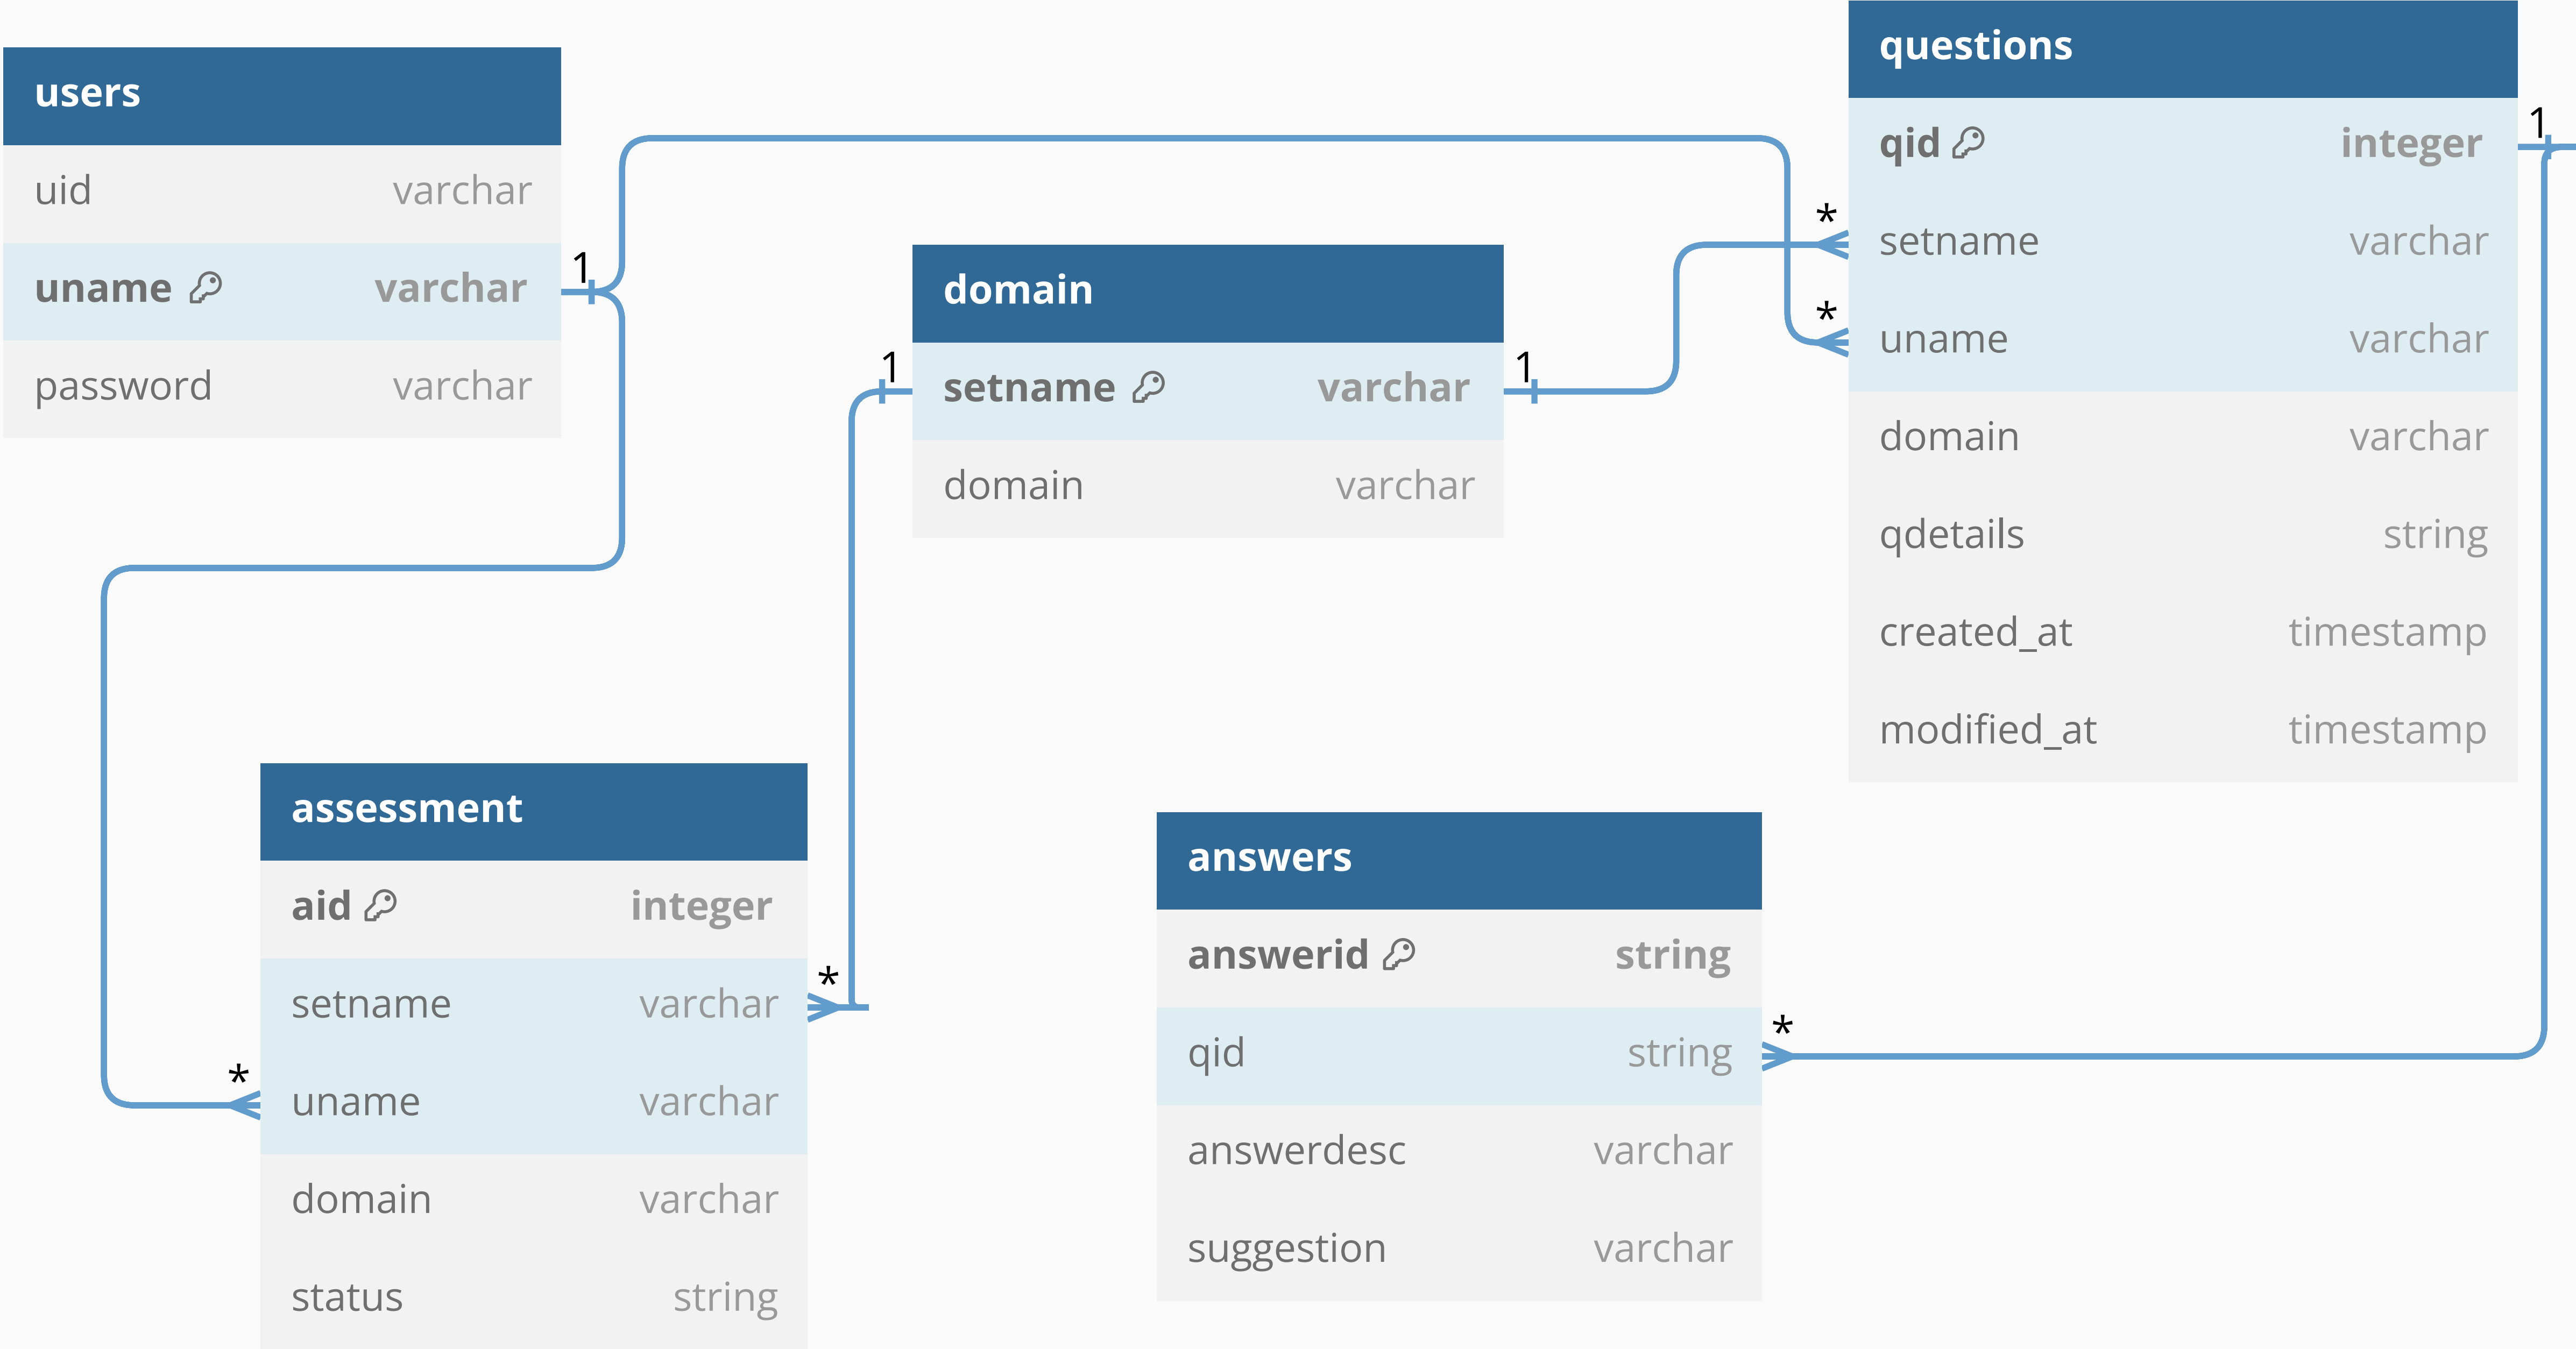 users
uid varchar
uname varchar
password varchar
1
domain
1 setname varchar 1
domain varchar
questions
qid integer 1
* setname varchar
* uname varchar
domain varchar
qdetails string
created_at timestamp
modified_at timestamp
assessment
aid integer
setname varchar *
* uname varchar
domain varchar
status string
answers
answerid string
qid string *
answerdesc varchar
suggestion varchar